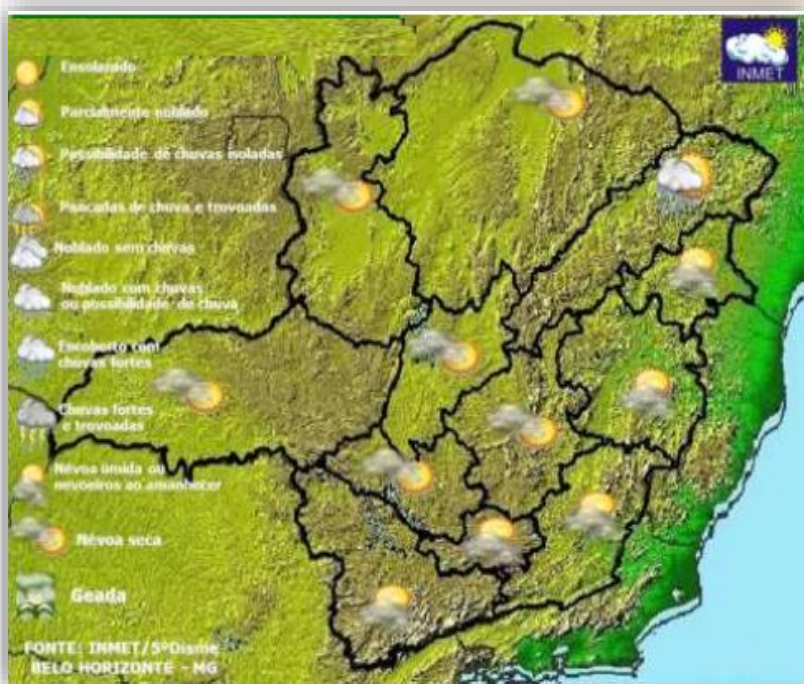 INMET
Ensolarado
Parcialmente nublado
Possibilidade de chuvas isoladas
Pancadas de chuva e trovoadas
Nublado sem chuvas
Nublado com chuvas
ou possibilidade de chuva
Encoberto com
chuvas fortes
Chuvas fortes
e trovoadas
Névoa úmida ou
nevoeiros ao amanhecer
Névoa seca
Geada
FONTE: INMET/5ºDisme
BELO HORIZONTE - MG